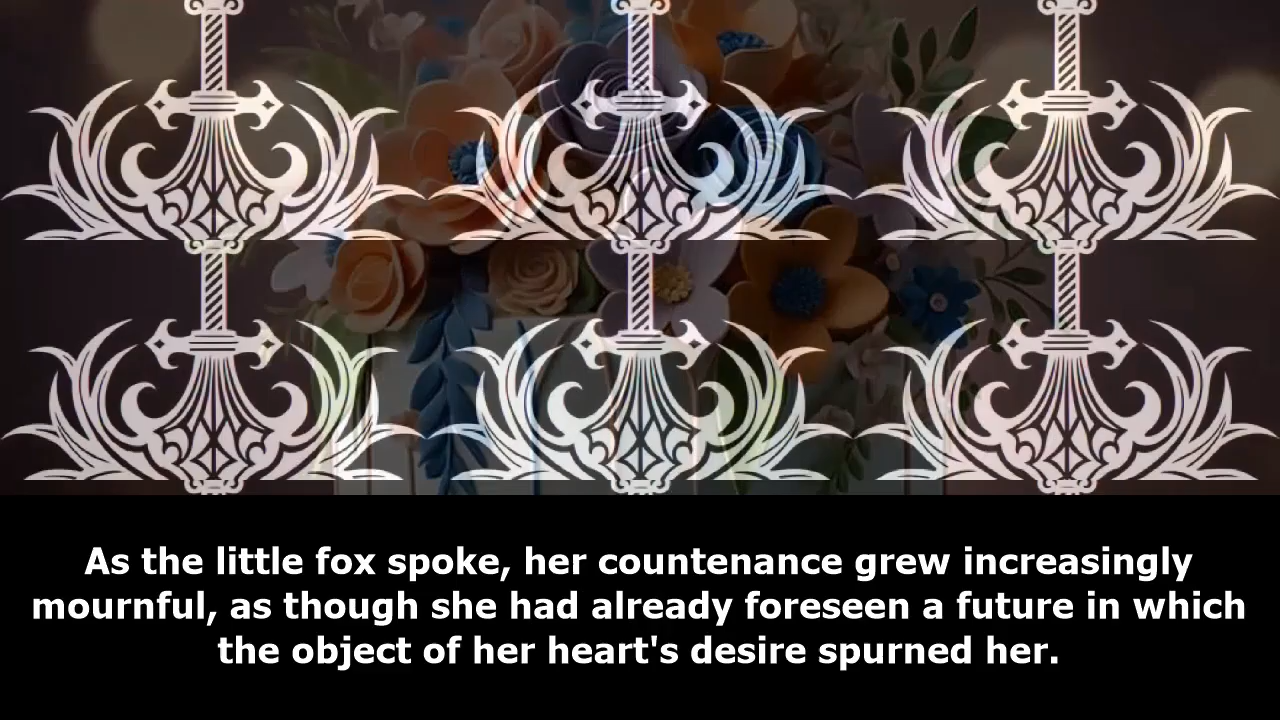 As the little fox spoke, her countenance grew increasingly
mournful, as though she had already foreseen a future in which
the object of her heart's desire spurned her.